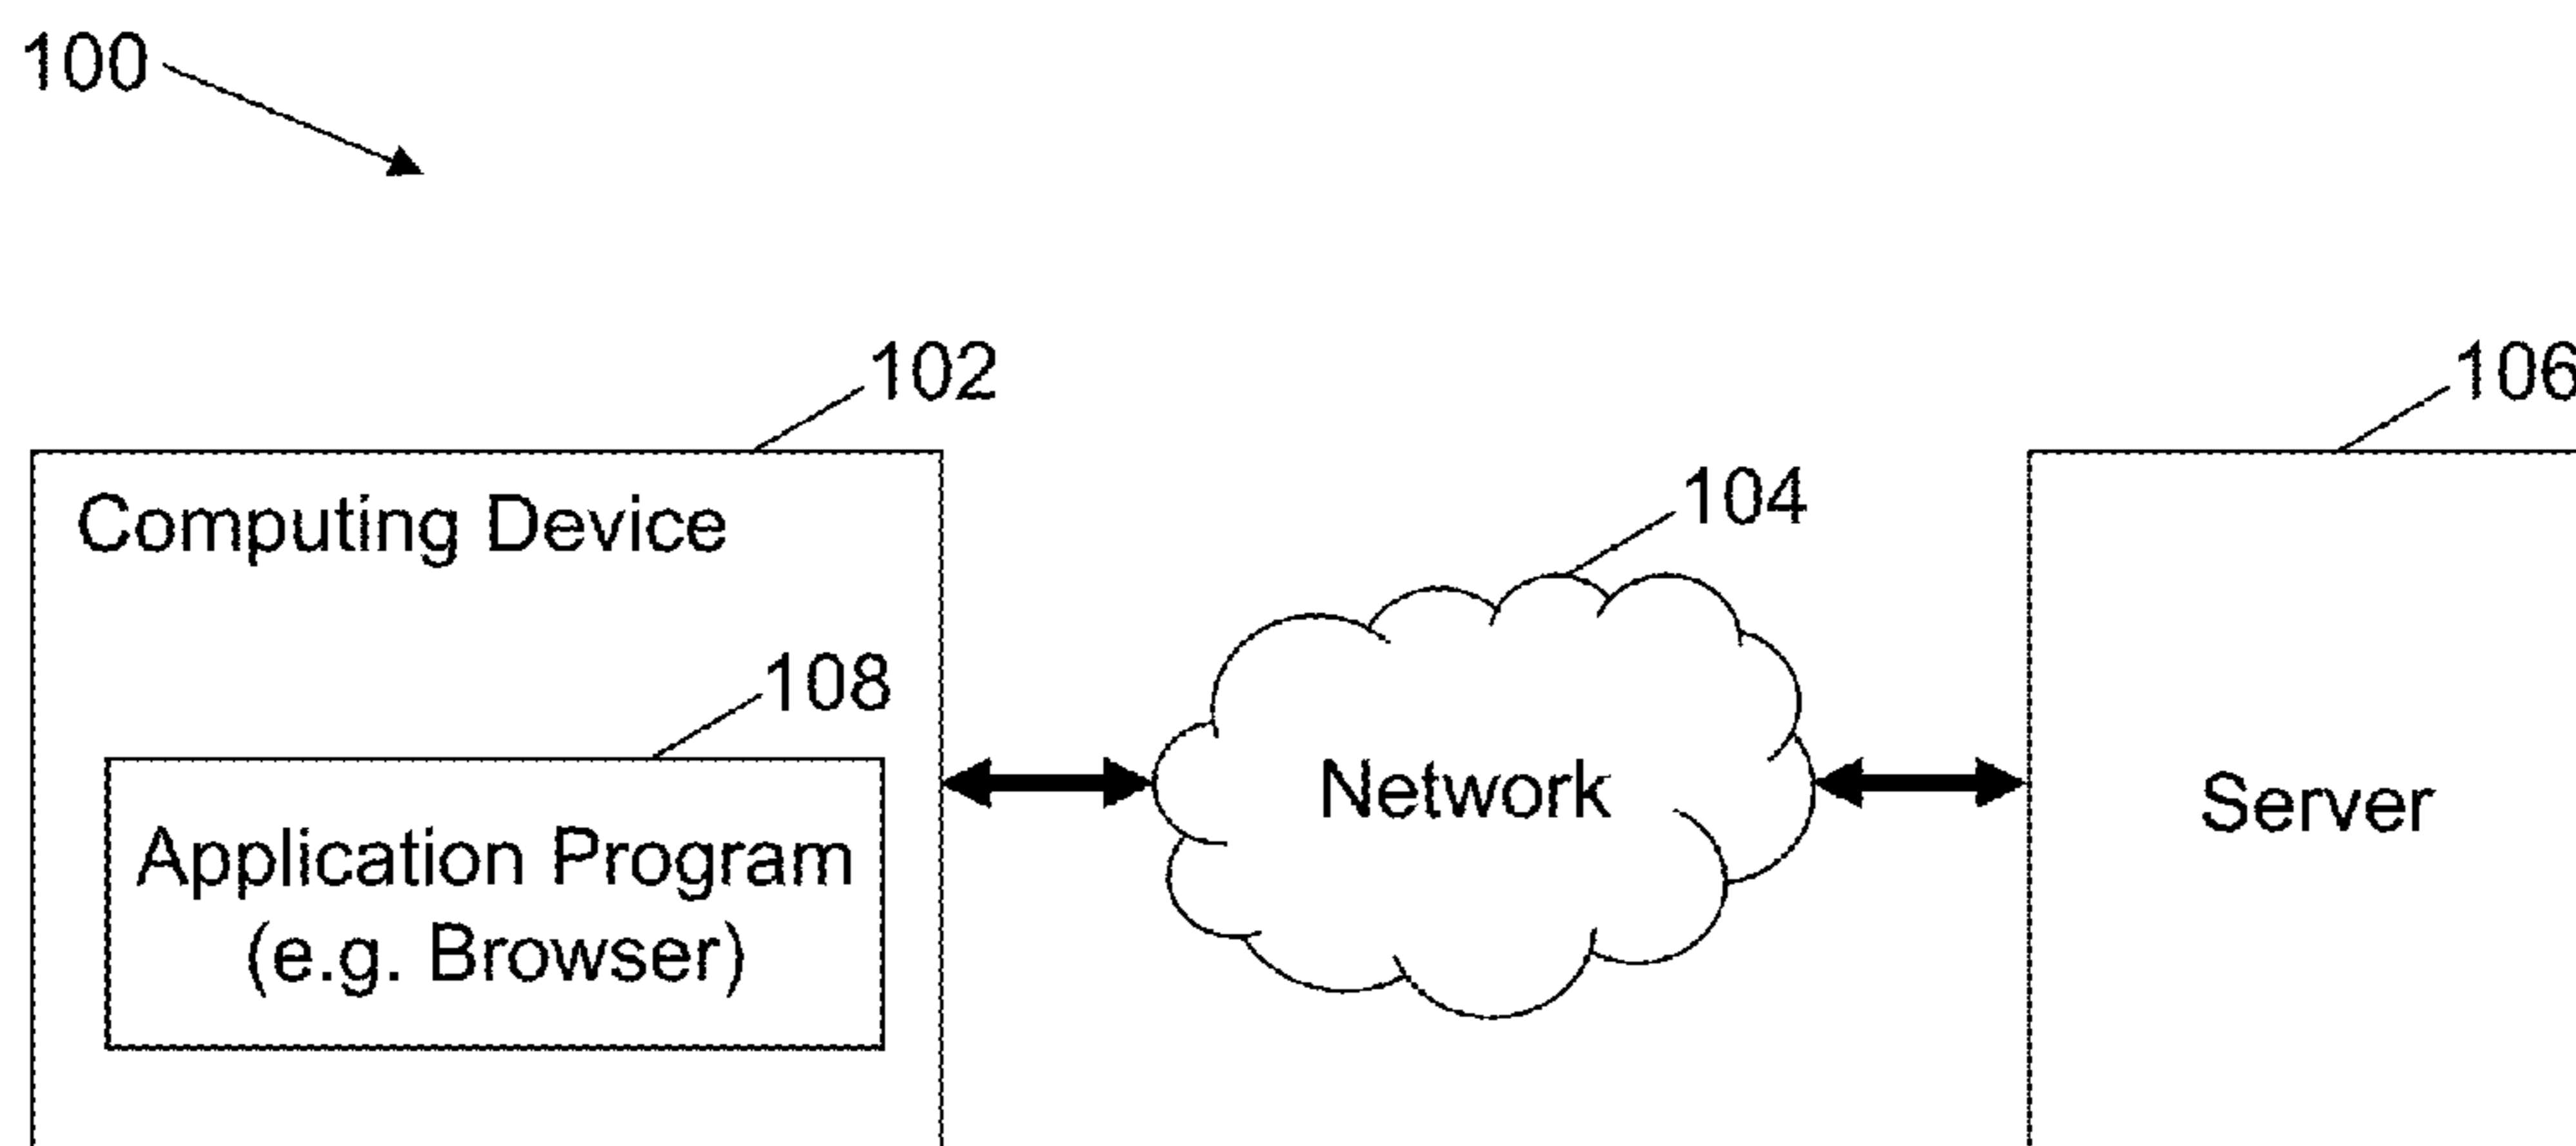 100
102
106
Computing Device
104
108
Network
Server
Application Program
(e.g. Browser)